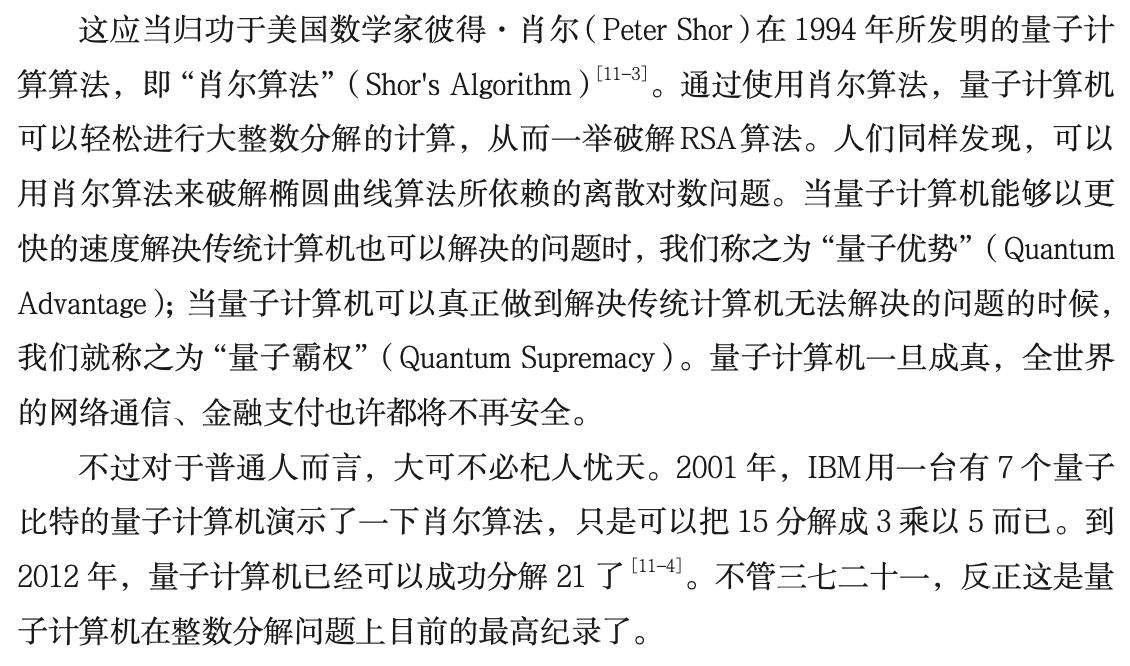 这应当归功于美国数学家彼得·肖尔(Peter Shor)在 1994 年所发明的量子计
算算法，即“肖尔算法”(Shor's Algorithm)[11-3]。通过使用肖尔算法，量子计算机
可以轻松进行大整数分解的计算，从而一举破解RSA算法。人们同样发现，可以
用肖尔算法来破解椭圆曲线算法所依赖的离散对数问题。当量子计算机能够以更
快的速度解决传统计算机也可以解决的问题时，我们称之为“量子优势”(Quantum
Advantage)；当量子计算机可以真正做到解决传统计算机无法解决的问题的时候，
我们就称之为“量子霸权”(Quantum Supremacy)。量子计算机一旦成真，全世界
的网络通信、金融支付也许都将不再安全。
不过对于普通人而言，大可不必杞人忧天。2001 年，IBM用一台有 7 个量子
比特的量子计算机演示了一下肖尔算法，只是可以把 15 分解成 3 乘以 5 而已。到
2012 年，量子计算机已经可以成功分解 21 了[11-4]。不管三七二十一，反正这是量
子计算机在整数分解问题上目前的最高纪录了。